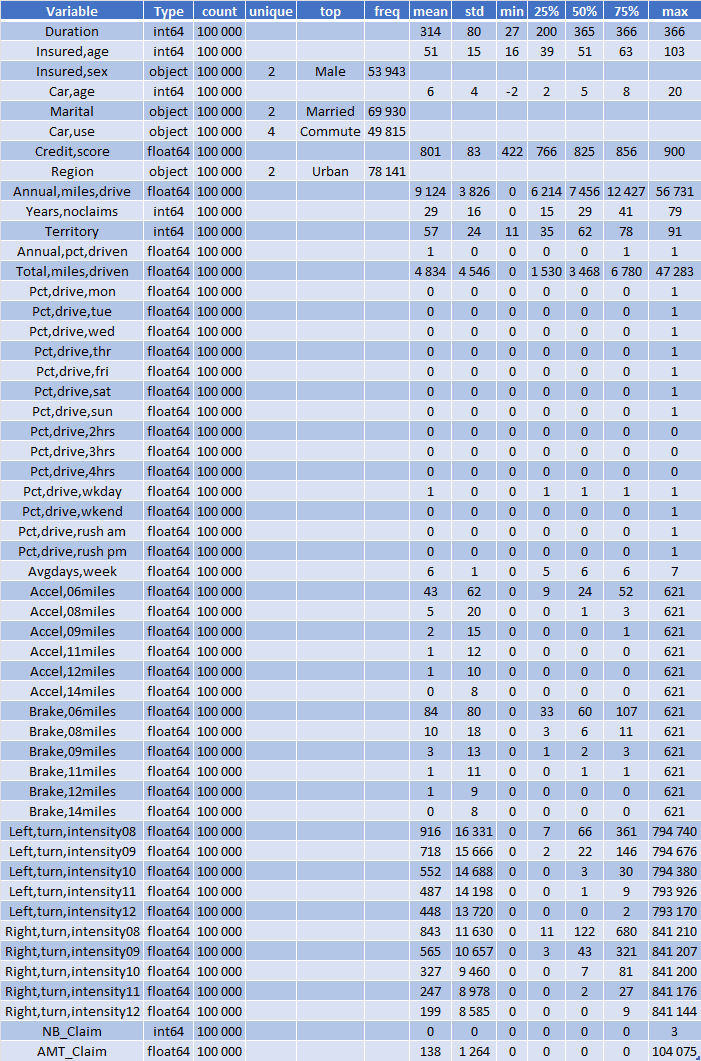 Variable Type count unique top freq mean std min 25% 50% 75% max
Duration int64 100 000 314 80 27 200 365 366 366
Insured,age int64 100 000 51 15 16 39 51 63 103
Insured,sex object 100 000 2 Male 53 943
Car,age int64 100 000 6 4 -2 2 5 8 20
Marital object 100 000 2 Married 69 930
Car,use object 100 000 4 Commute 49 815
Credit,score float64 100 000 801 83 422 766 825 856 900
Region object 100 000 2 Urban 78 141
Annual,miles,drive float64 100 000 9 124 3 826 0 6 214 7 456 12 427 56 731
Years,noclaims int64 100 000 29 16 0 15 29 41 79
Territory int64 100 000 57 24 11 35 62 78 91
Annual,pct,driven float64 100 000 1 0 0 0 0 1 1
Total,miles,driven float64 100 000 4 834 4 546 0 1 530 3 468 6 780 47 283
Pct,drive,mon float64 100 000 0 0 0 0 0 0 1
Pct,drive,tue float64 100 000 0 0 0 0 0 0 1
Pct,drive,wed float64 100 000 0 0 0 0 0 0 1
Pct,drive,thr float64 100 000 0 0 0 0 0 0 1
Pct,drive,fri float64 100 000 0 0 0 0 0 0 1
Pct,drive,sat float64 100 000 0 0 0 0 0 0 1
Pct,drive,sun float64 100 000 0 0 0 0 0 0 1
Pct,drive,2hrs float64 100 000 0 0 0 0 0 0 0
Pct,drive,3hrs float64 100 000 0 0 0 0 0 0 0
Pct,drive,4hrs float64 100 000 0 0 0 0 0 0 0
Pct,drive,wkday float64 100 000 1 0 0 1 1 1 1
Pct,drive,wkend float64 100 000 0 0 0 0 0 0 1
Pct,drive,rush am float64 100 000 0 0 0 0 0 0 1
Pct,drive,rush pm float64 100 000 0 0 0 0 0 0 1
Avgdays,week float64 100 000 6 1 0 5 6 6 7
Accel,06miles float64 100 000 43 62 0 9 24 52 621
Accel,08miles float64 100 000 5 20 0 0 1 3 621
Accel,09miles float64 100 000 2 15 0 0 0 1 621
Accel,11miles float64 100 000 1 12 0 0 0 0 621
Accel,12miles float64 100 000 1 10 0 0 0 0 621
Accel,14miles float64 100 000 0 8 0 0 0 0 621
Brake,06miles float64 100 000 84 80 0 33 60 107 621
Brake,08miles float64 100 000 10 18 0 3 6 11 621
Brake,09miles float64 100 000 3 13 0 1 2 3 621
Brake,11miles float64 100 000 1 11 0 0 1 1 621
Brake,12miles float64 100 000 1 9 0 0 0 0 621
Brake,14miles float64 100 000 0 8 0 0 0 0 621
Left,turn,intensity08 float64 100 000 916 16 331 0 7 66 361 794 740
Left,turn,intensity09 float64 100 000 718 15 666 0 2 22 146 794 676
Left,turn,intensity10 float64 100 000 552 14 688 0 0 3 30 794 380
Left,turn,intensity11 float64 100 000 487 14 198 0 0 1 9 793 926
Left,turn,intensity12 float64 100 000 448 13 720 0 0 0 2 793 170
Right,turn,intensity08 float64 100 000 843 11 630 0 11 122 680 841 210
Right,turn,intensity09 float64 100 000 565 10 657 0 3 43 321 841 207
Right,turn,intensity10 float64 100 000 327 9 460 0 0 7 81 841 200
Right,turn,intensity11 float64 100 000 247 8 978 0 0 2 27 841 176
Right,turn,intensity12 float64 100 000 199 8 585 0 0 0 9 841 144
NB_Claim int64 100 000 0 0 0 0 0 0 3
AMT_Claim float64 100 000 138 1 264 0 0 0 0 104 075